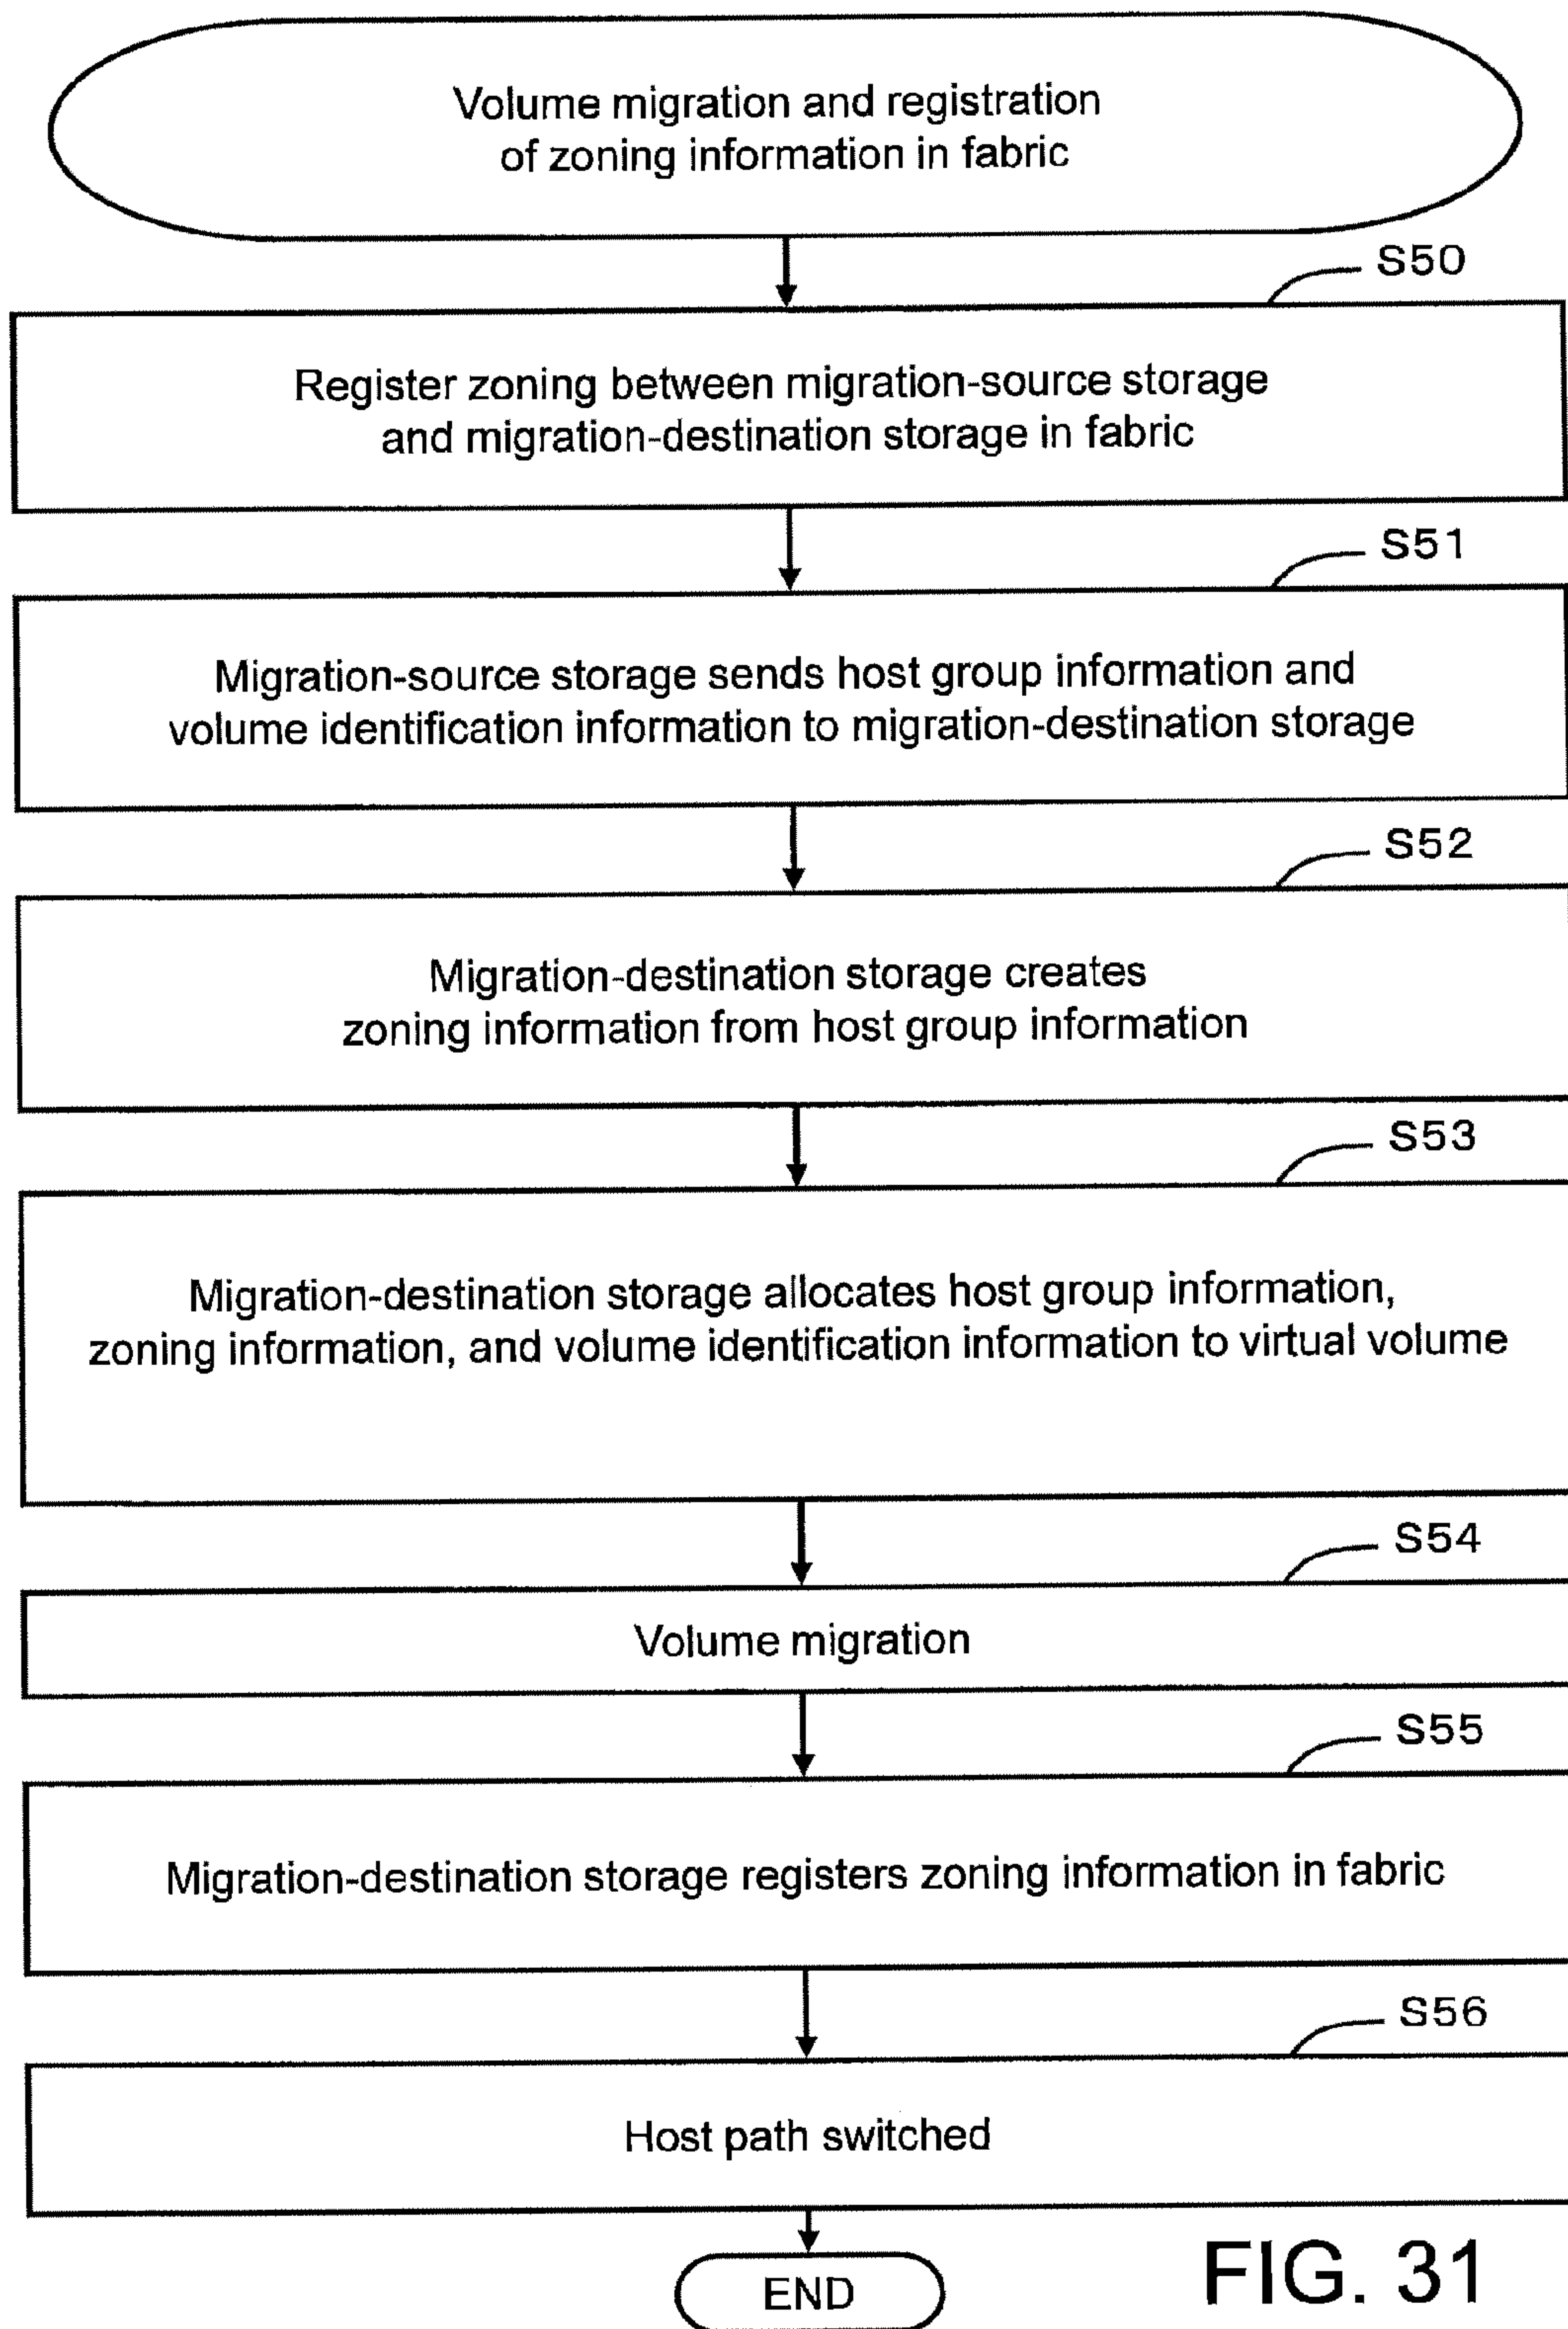 Volume migration and registration
of zoning information in fabric
S50
Register zoning between migration-source storage
and migration-destination storage in fabric
S51
Migration-source storage sends host group information and
volume identification information to migration-destination storage
S52
Migration-destination storage creates
zoning information from host group information
S53
Migration-destination storage allocates host group information,
zoning information, and volume identification information to virtual volume
S54
Volume migration
S55
Migration-destination storage registers zoning information in fabric
S56
Host path switched
END
FIG. 31